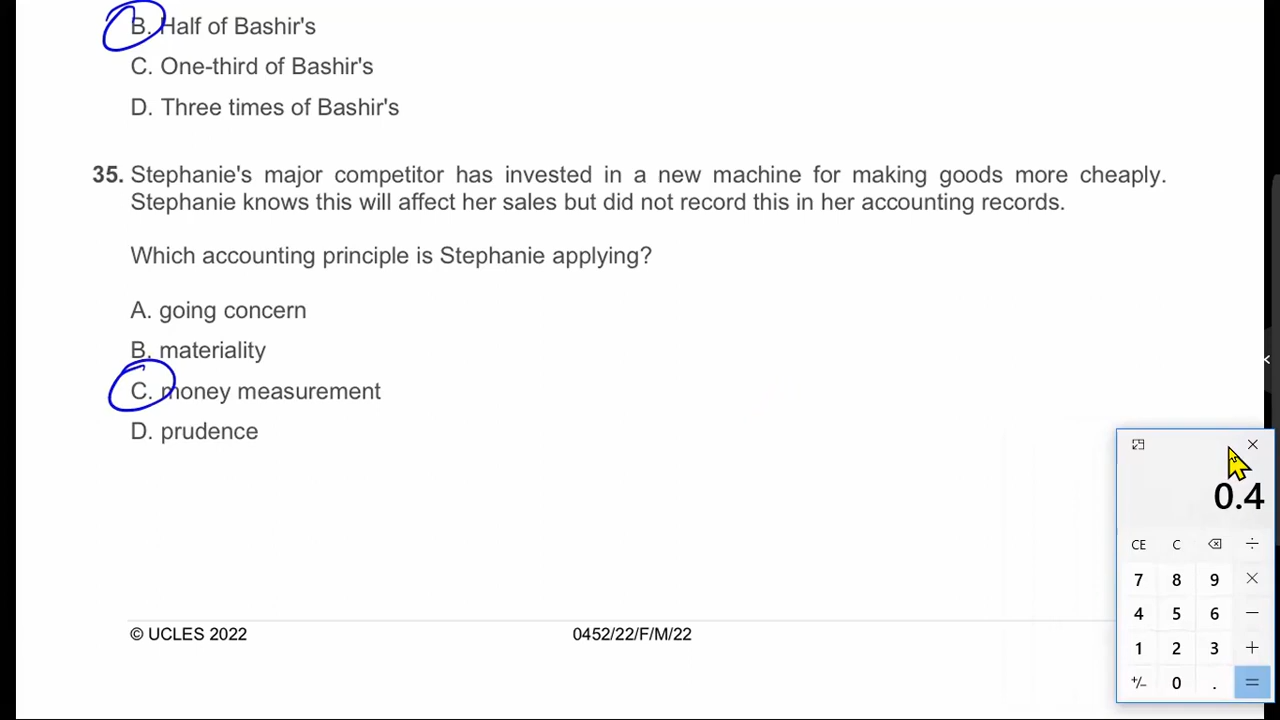 B. Half of Bashir's
C. One-third of Bashir's
D. Three times of Bashir's
35. Stephanie's major competitor has invested in a new machine for making goods more cheaply.
Stephanie knows this will affect her sales but did not record this in her accounting records.
Which accounting principle is Stephanie applying?
A. going concern
B. materiality
C. money measurement
D. prudence
0.4
CE C ⌫ ÷
7 8 9 ×
4 5 6 −
1 2 3 +
+/− 0 . =
© UCLES 2022 0452/22/F/M/22